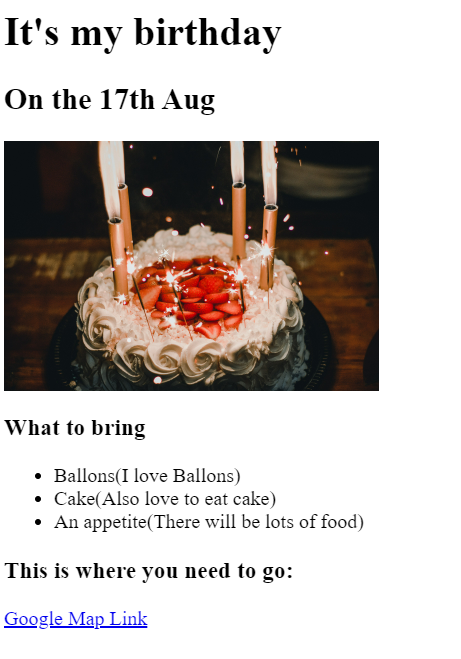 It's my birthday
On the 17th Aug
What to bring
Ballons(I love Ballons)
Cake(Also love to eat cake)
An appetite(There will be lots of food)
This is where you need to go:
Google Map Link